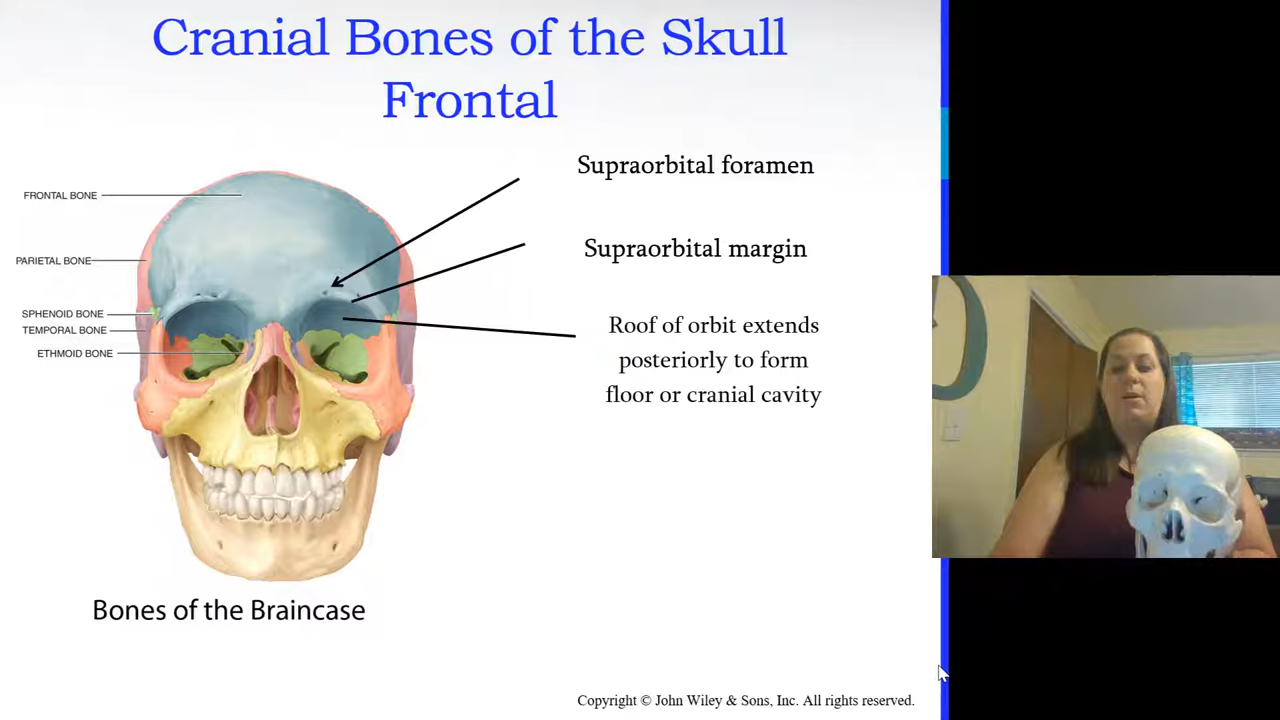 Cranial Bones of the Skull
Frontal
Supraorbital foramen
FRONTAL BONE
Supraorbital margin
PARIETAL BONE
SPHENOID BONE
TEMPORAL BONE
ETHMOID BONE
Roof of orbit extends
posteriorly to form
floor or cranial cavity
Bones of the Braincase
Copyright © John Wiley & Sons, Inc. All rights reserved.